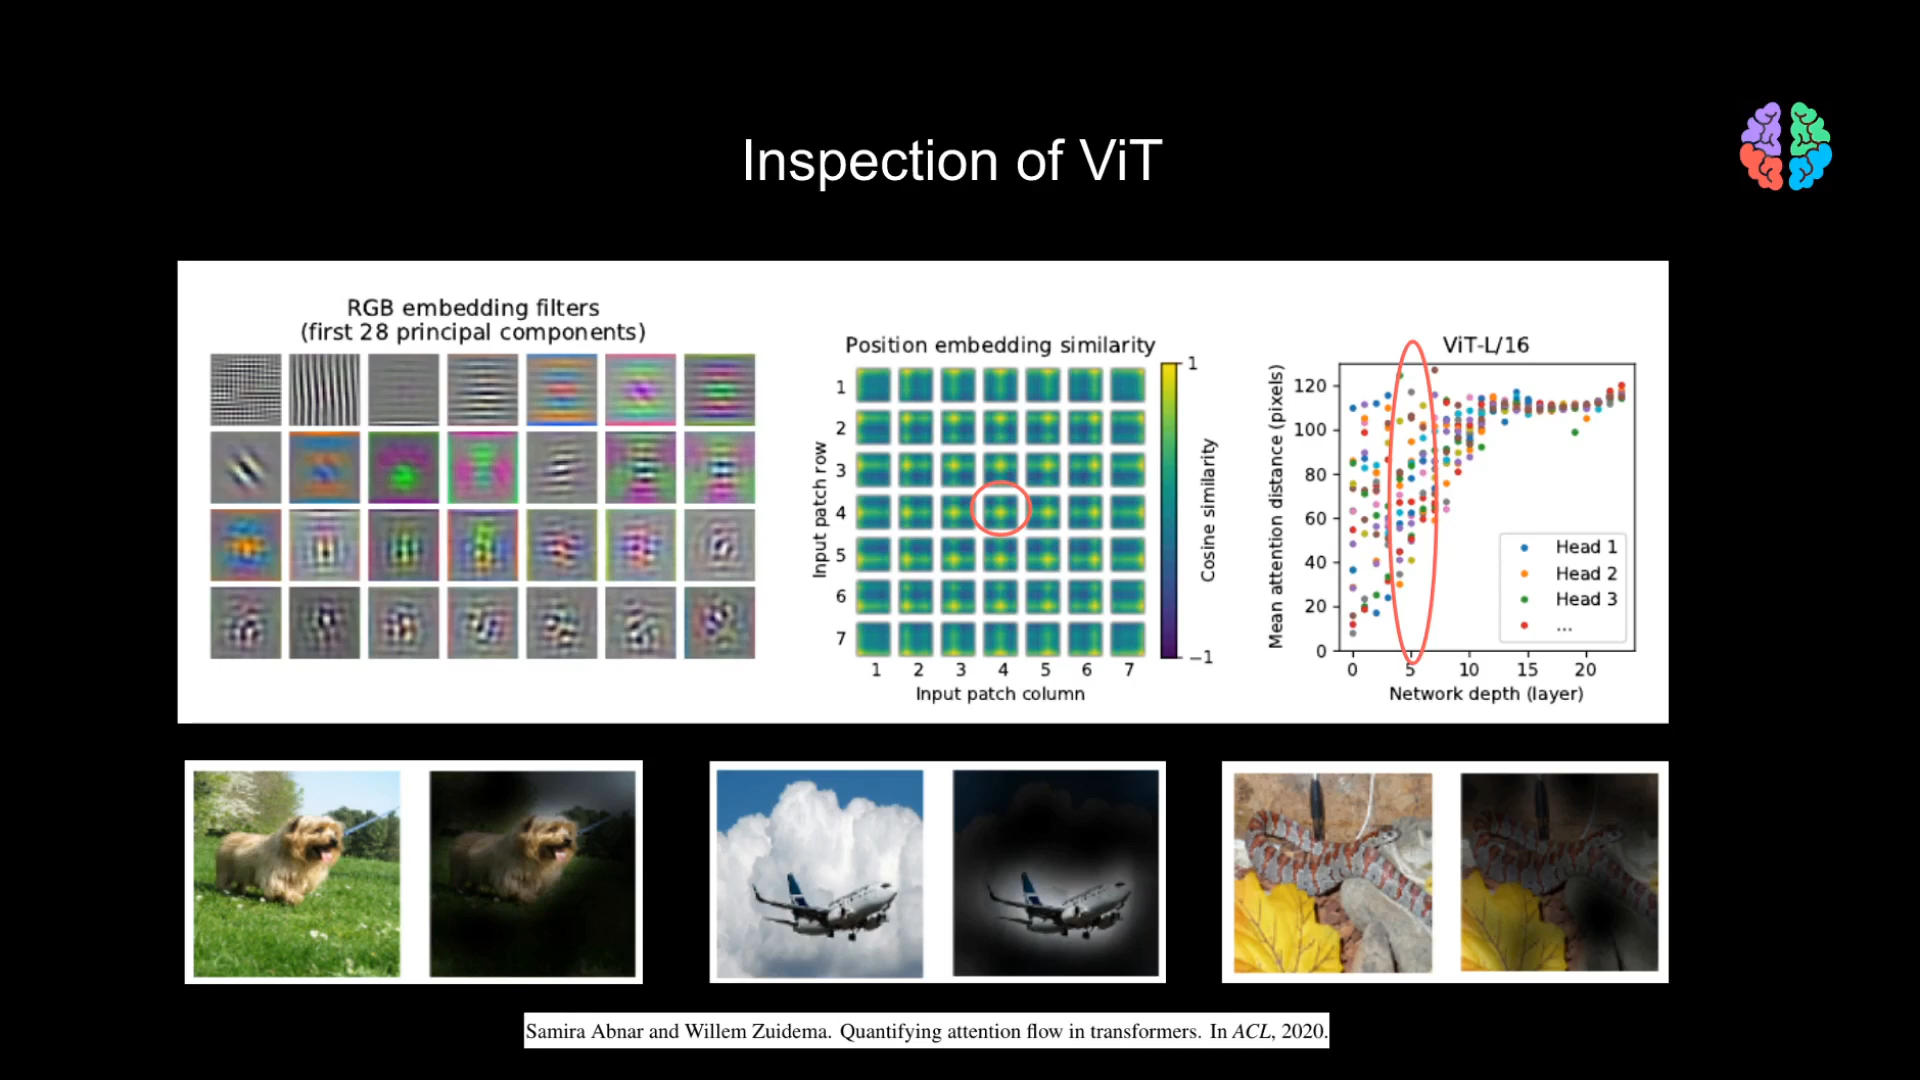 Inspection of ViT
RGB embedding filters
(first 28 principal components)
Position embedding similarity
1
2
3
4
5
6
7
Input patch row
1 2 3 4 5 6 7
Input patch column
1
−1
Cosine similarity
ViT-L/16
120
100
80
60
40
20
0
Mean attention distance (pixels)
Head 1
Head 2
Head 3
...
0 5 10 15 20
Network depth (layer)
Samira Abnar and Willem Zuidema. Quantifying attention flow in transformers. In ACL, 2020.